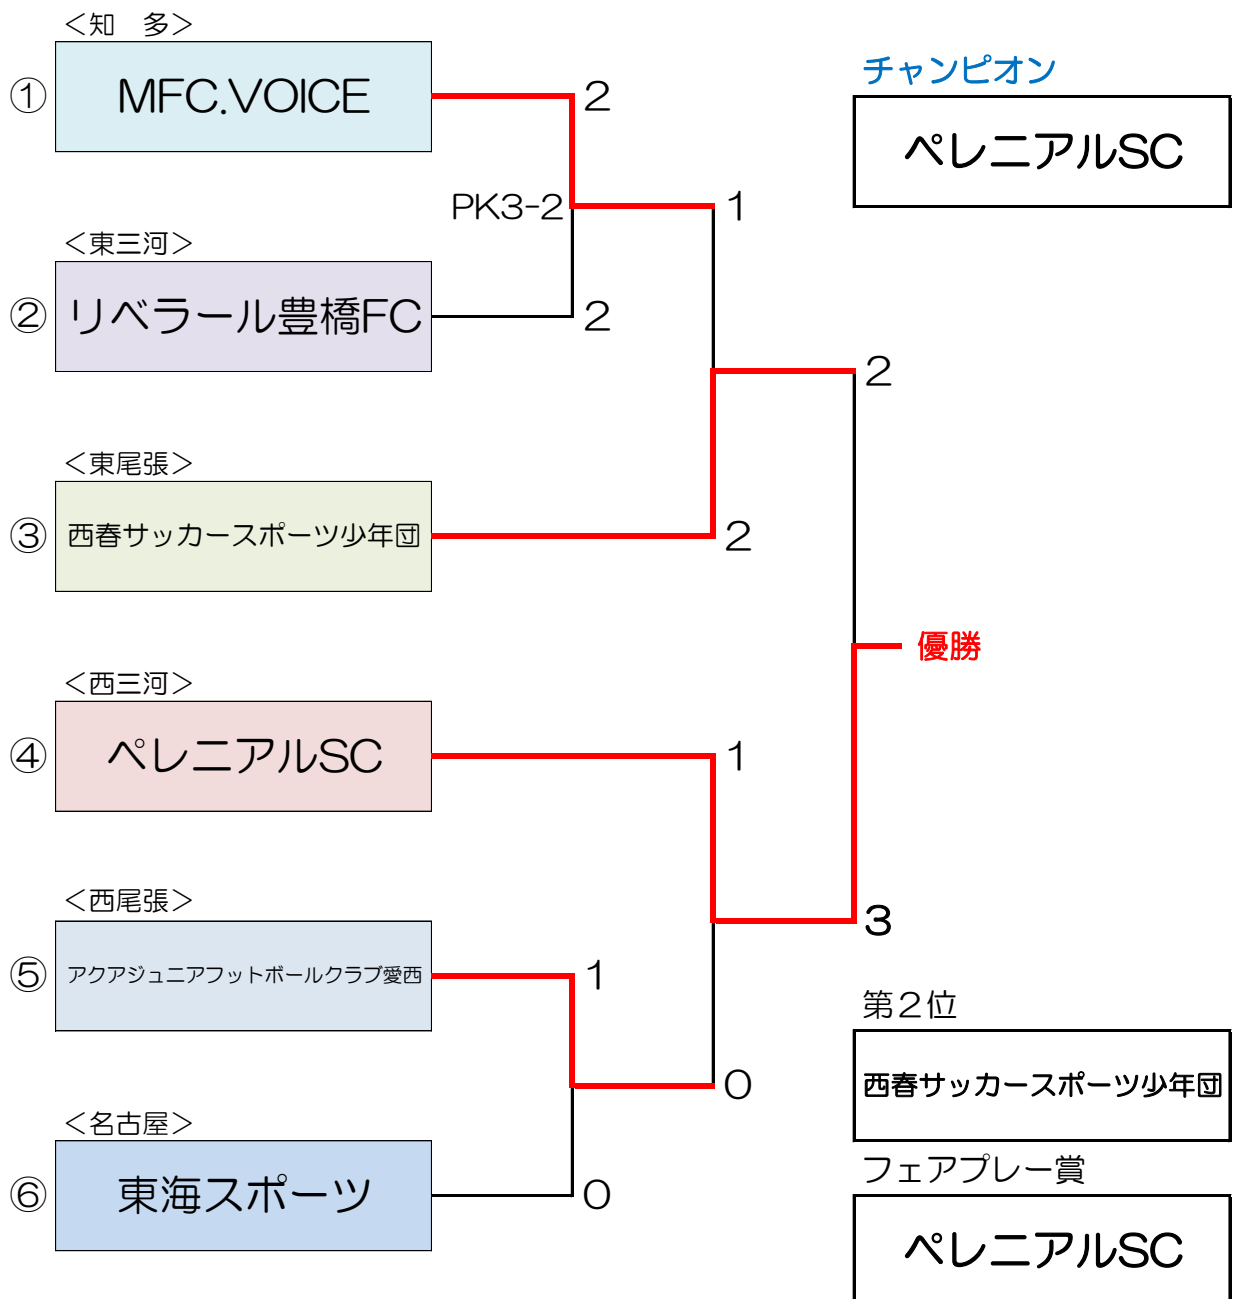 ＜知　多＞
① MFC.VOICE 2
チャンピオン
ペレニアルSC
PK3-2 1
＜東三河＞
② リベラール豊橋FC 2
2
＜東尾張＞
③ 西春サッカースポーツ少年団 2
優勝
＜西三河＞
④ ペレニアルSC 1
＜西尾張＞
3
⑤ アクアジュニアフットボールクラブ愛西 1
第２位
西春サッカースポーツ少年団
0
＜名古屋＞
⑥ 東海スポーツ 0
フェアプレー賞
ペレニアルSC